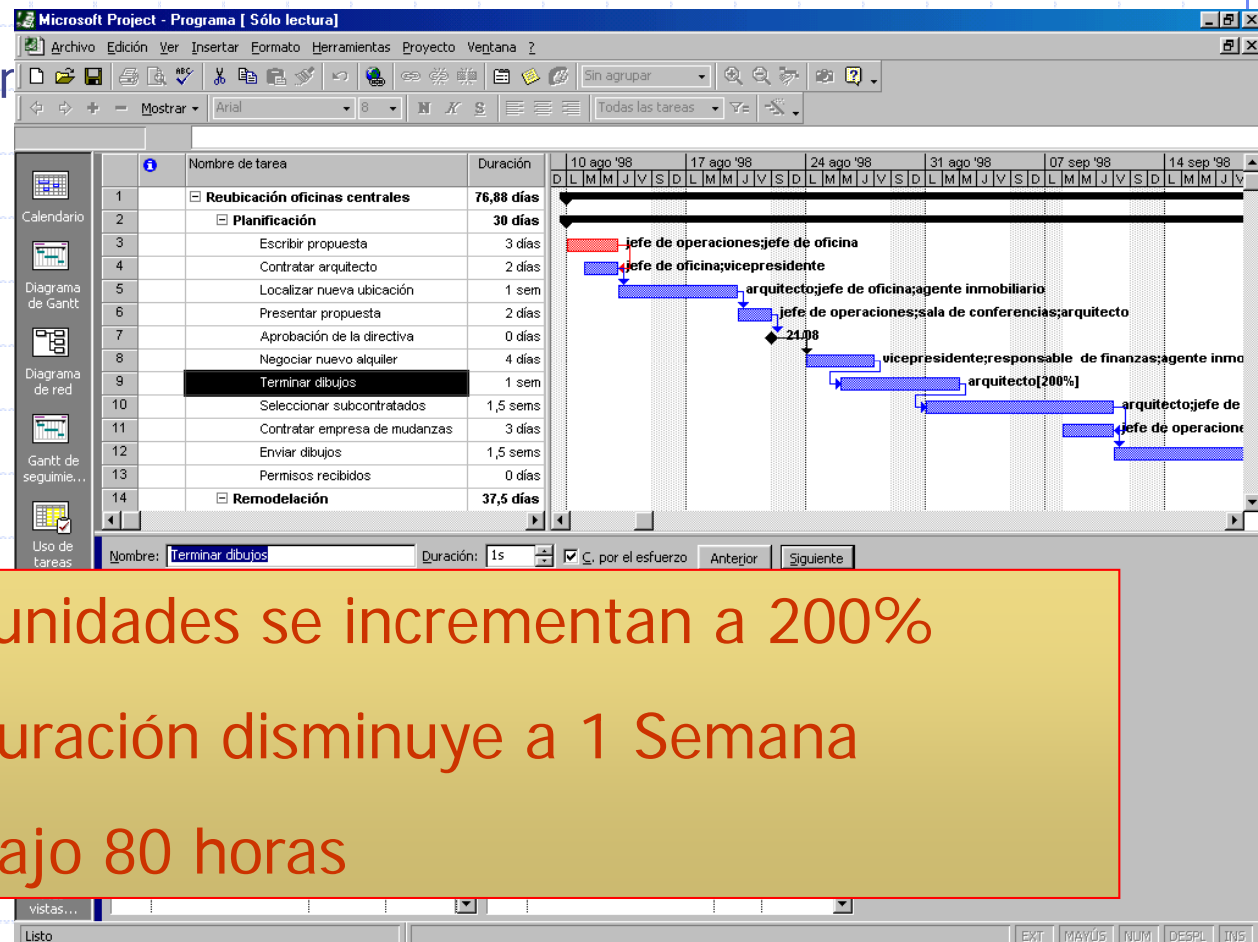 Microsoft Project - Programa [ Sólo lectura]
Archivo Edición Ver Insertar Formato Herramientas Proyecto Ventana ?
Sin agrupar
Mostrar Arial 8 N K S Todas las tareas
Nombre de tarea Duración 10 ago '98 17 ago '98 24 ago '98 31 ago '98 07 sep '98 14 sep '98
D L M M J V S D L M M J V S D L M M J V S D L M M J V S D L M M J V S D L M M J V
1 Reubicación oficinas centrales 76,88 días
2 Planificación 30 días
3 Escribir propuesta 3 días jefe de operaciones;jefe de oficina
4 Contratar arquitecto 2 días jefe de oficina;vicepresidente
5 Localizar nueva ubicación 1 sem arquitecto;jefe de oficina;agente inmobiliario
6 Presentar propuesta 2 días jefe de operaciones;sala de conferencias;arquitecto
7 Aprobación de la directiva 0 días 21/08
8 Negociar nuevo alquiler 4 días vicepresidente;responsable de finanzas;agente inmo
9 Terminar dibujos 1 sem arquitecto[200%]
10 Seleccionar subcontratados 1,5 sems arquitecto;jefe de
11 Contratar empresa de mudanzas 3 días jefe de operacione
12 Enviar dibujos 1,5 sems
13 Permisos recibidos 0 días
14 Remodelación 37,5 días
Calendario
Diagrama
de Gantt
Diagrama
de red
Gantt de
seguimie...
Uso de
tareas
Nombre: Terminar dibujos Duración: 1s C. por el esfuerzo Anterior Siguiente
unidades se incrementan a 200%
uración disminuye a 1 Semana
ajo 80 horas
vistas...
Listo EXT MAYÚS NUM DESPL INS